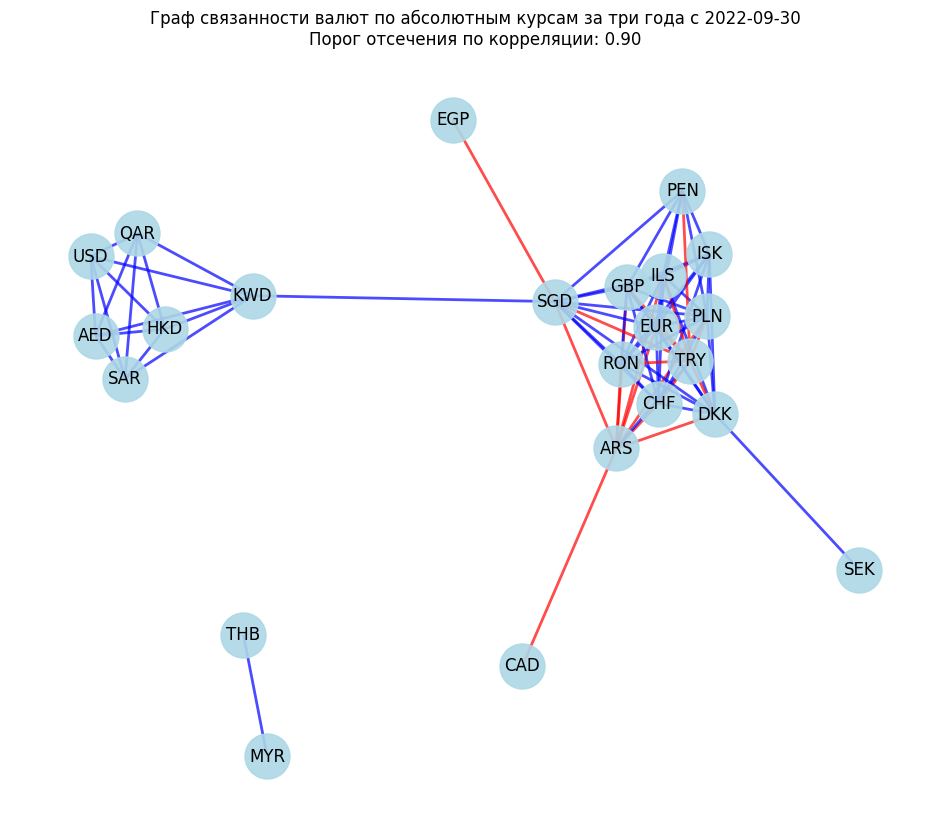 Граф связанности валют по абсолютным курсам за три года с 2022-09-30
Порог отсечения по корреляции: 0.90
EGP
PEN
QAR
USD
ISK
ILS
GBP
KWD
SGD
PLN
EUR
HKD
AED
TRY
RON
SAR
CHF
DKK
ARS
SEK
THB
CAD
MYR